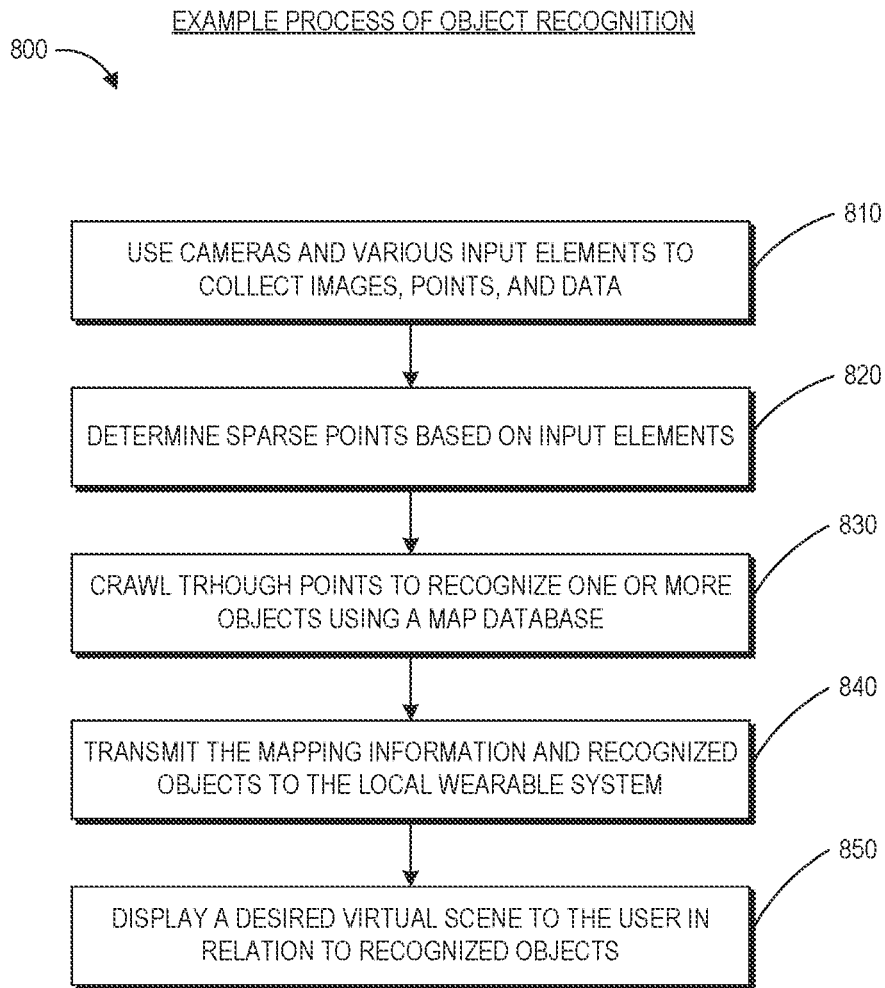 EXAMPLE PROCESS OF OBJECT RECOGNITION
800
810
USE CAMERAS AND VARIOUS INPUT ELEMENTS TO
COLLECT IMAGES, POINTS, AND DATA
820
DETERMINE SPARSE POINTS BASED ON INPUT ELEMENTS
830
CRAWL TRHOUGH POINTS TO RECOGNIZE ONE OR MORE
OBJECTS USING A MAP DATABASE
840
TRANSMIT THE MAPPING INFORMATION AND RECOGNIZED
OBJECTS TO THE LOCAL WEARABLE SYSTEM
850
DISPLAY A DESIRED VIRTUAL SCENE TO THE USER IN
RELATION TO RECOGNIZED OBJECTS